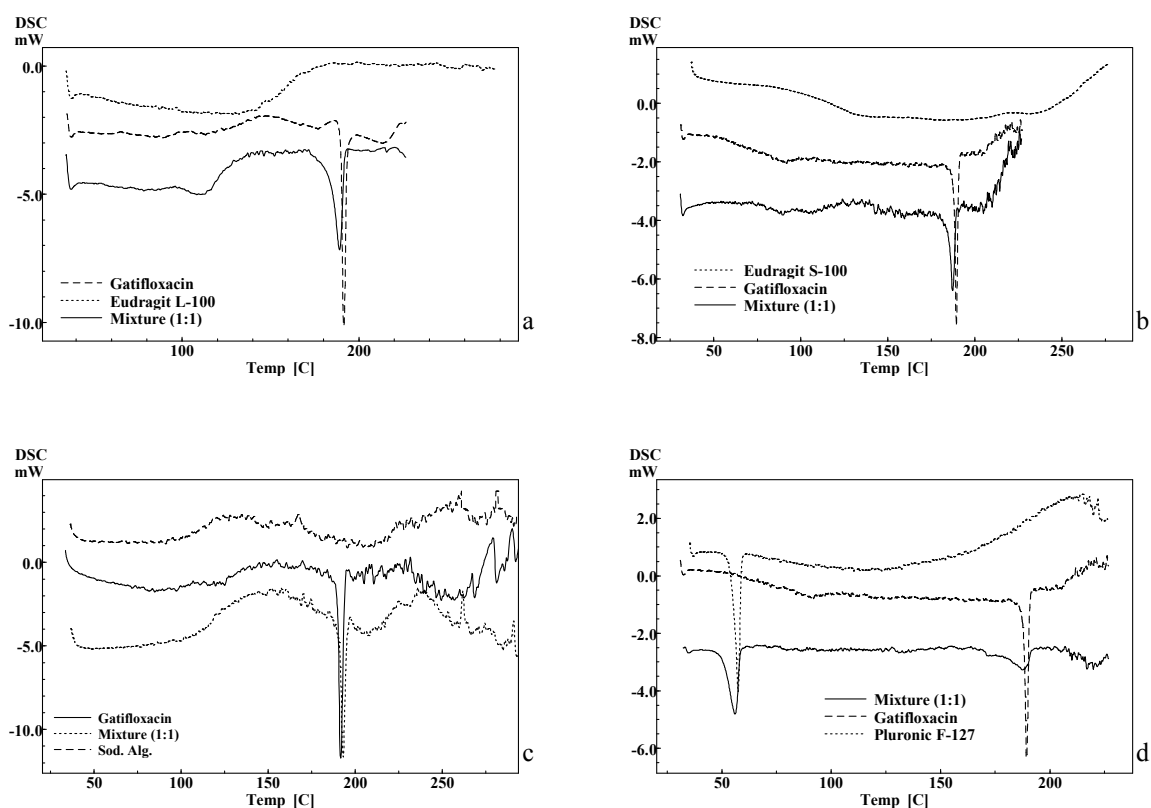 DSC
mW
0.0
-5.0
-10.0
Gatifloxacin
Eudragit L-100
Mixture (1:1)
a
100
200
Temp [C]
DSC
mW
0.0
-2.0
-4.0
-6.0
-8.0
Eudragit S-100
Gatifloxacin
Mixture (1:1)
b
50
100
150
200
250
Temp [C]
DSC
mW
0.0
-5.0
-10.0
Gatifloxacin
Mixture (1:1)
Sod. Alg.
c
50
100
150
200
250
Temp [C]
DSC
mW
2.0
0.0
-2.0
-4.0
-6.0
Mixture (1:1)
Gatifloxacin
Pluronic F-127
d
50
100
150
200
Temp [C]